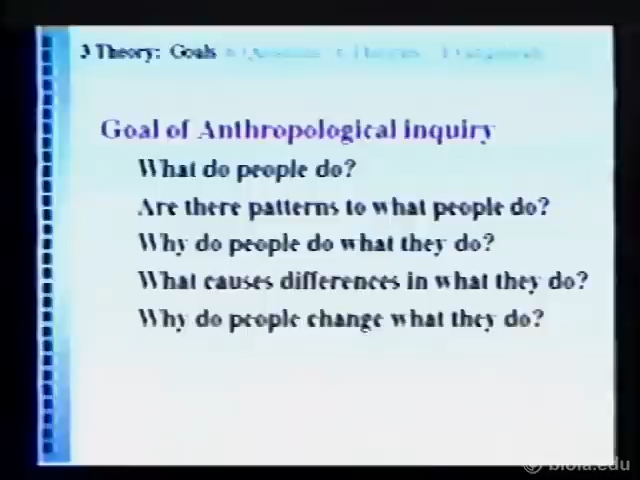 3 Theory: Goals
Goal of Anthropological inquiry
What do people do?
Are there patterns to what people do?
Why do people do what they do?
What causes differences in what they do?
Why do people change what they do?
biola.edu